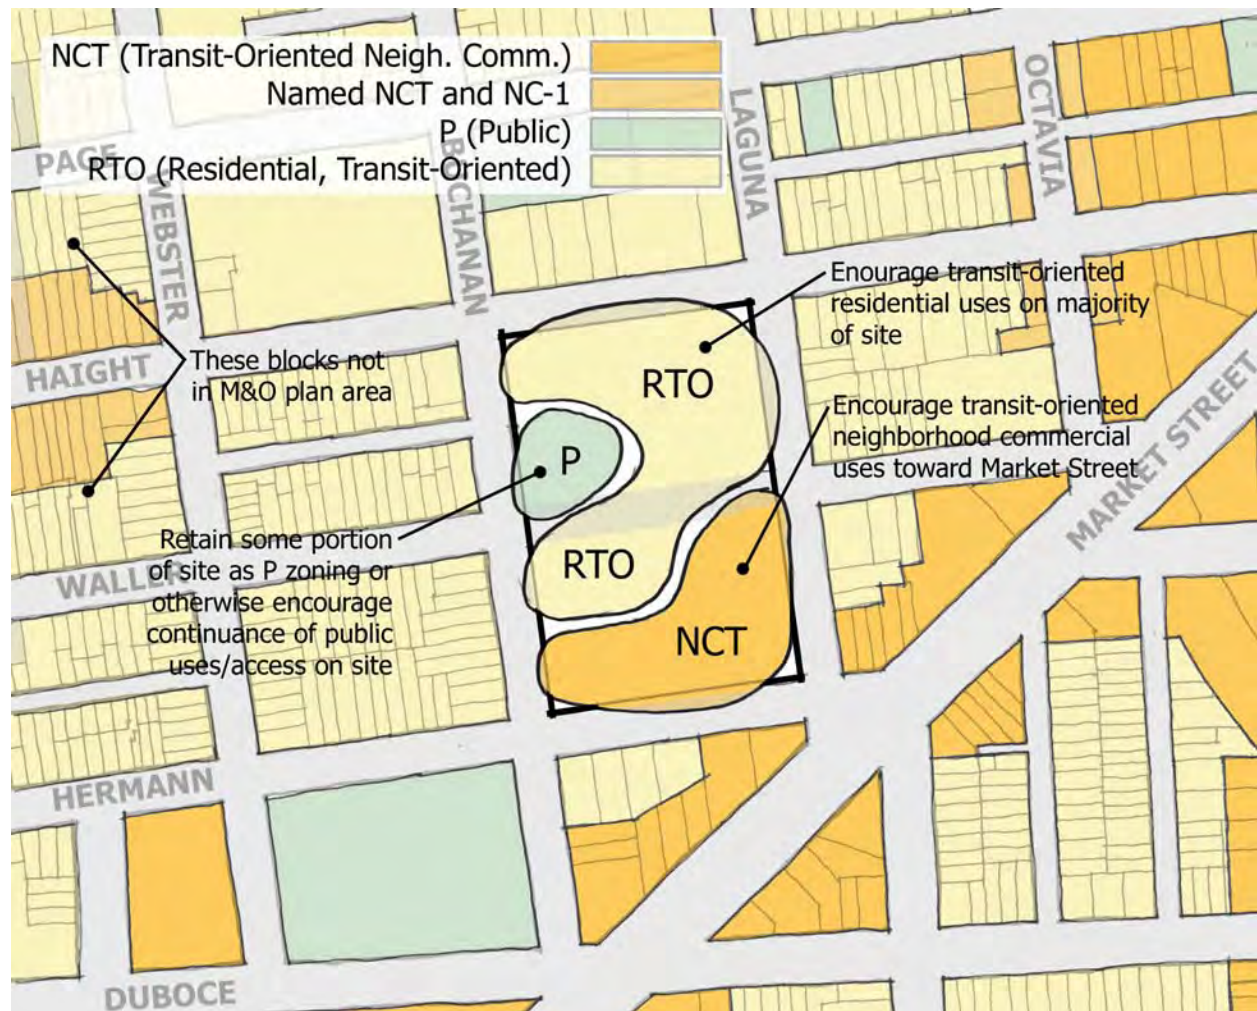 NCT (Transit-Oriented Neigh. Comm.)
Named NCT and NC-1
P (Public)
RTO (Residential, Transit-Oriented)
PAGE
WEBSTER
BUCHANAN
LAGUNA
OCTAVIA
HAIGHT
These blocks not
in M&O plan area
Enourage transit-oriented
residential uses on majority
of site
RTO
Encourage transit-oriented
neighborhood commercial
uses toward Market Street
MARKET STREET
P
Retain some portion
of site as P zoning or
otherwise encourage
continuance of public
uses/access on site
WALLER
RTO
NCT
HERMANN
DUBOCE